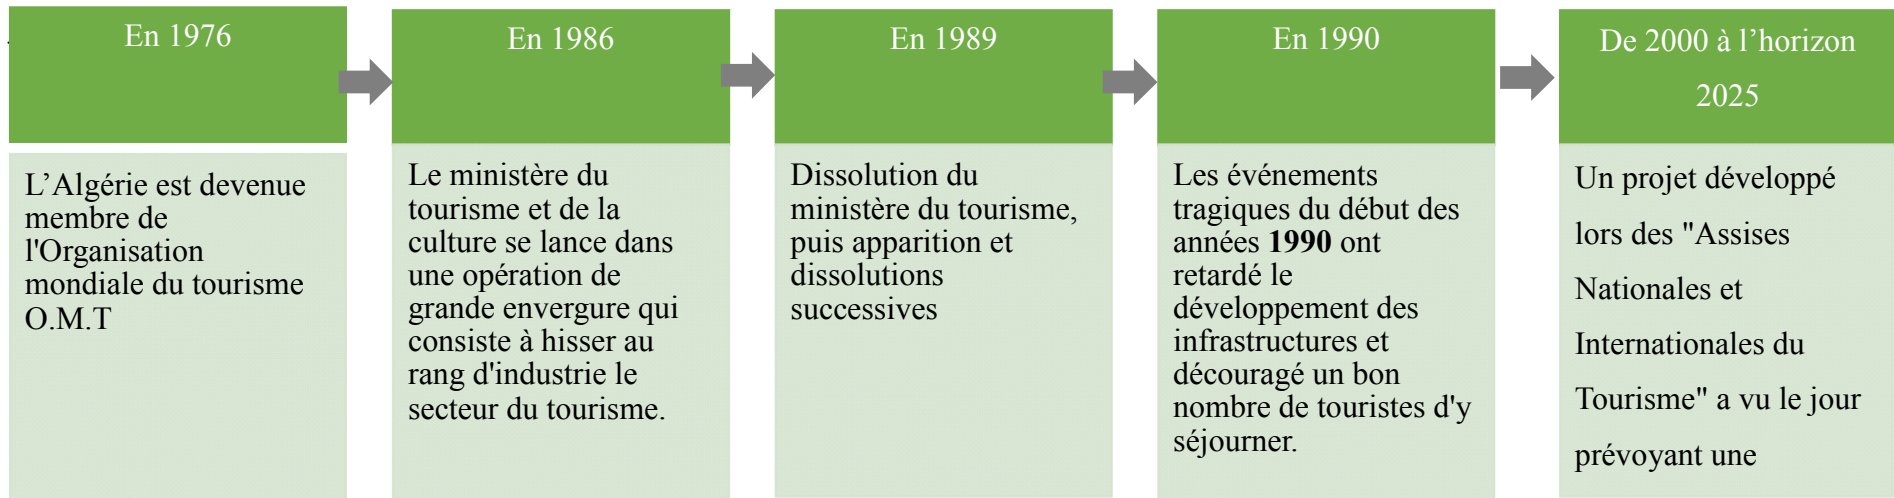 En 1976
L’Algérie est devenue
membre de
l'Organisation
mondiale du tourisme
O.M.T
En 1986
Le ministère du
tourisme et de la
culture se lance dans
une opération de
grande envergure qui
consiste à hisser au
rang d'industrie le
secteur du tourisme.
En 1989
Dissolution du
ministère du tourisme,
puis apparition et
dissolutions
successives
En 1990
Les événements
tragiques du début des
années 1990 ont
retardé le
développement des
infrastructures et
découragé un bon
nombre de touristes d'y
séjourner.
De 2000 à l’horizon
2025
Un projet développé
lors des "Assises
Nationales et
Internationales du
Tourisme" a vu le jour
prévoyant une